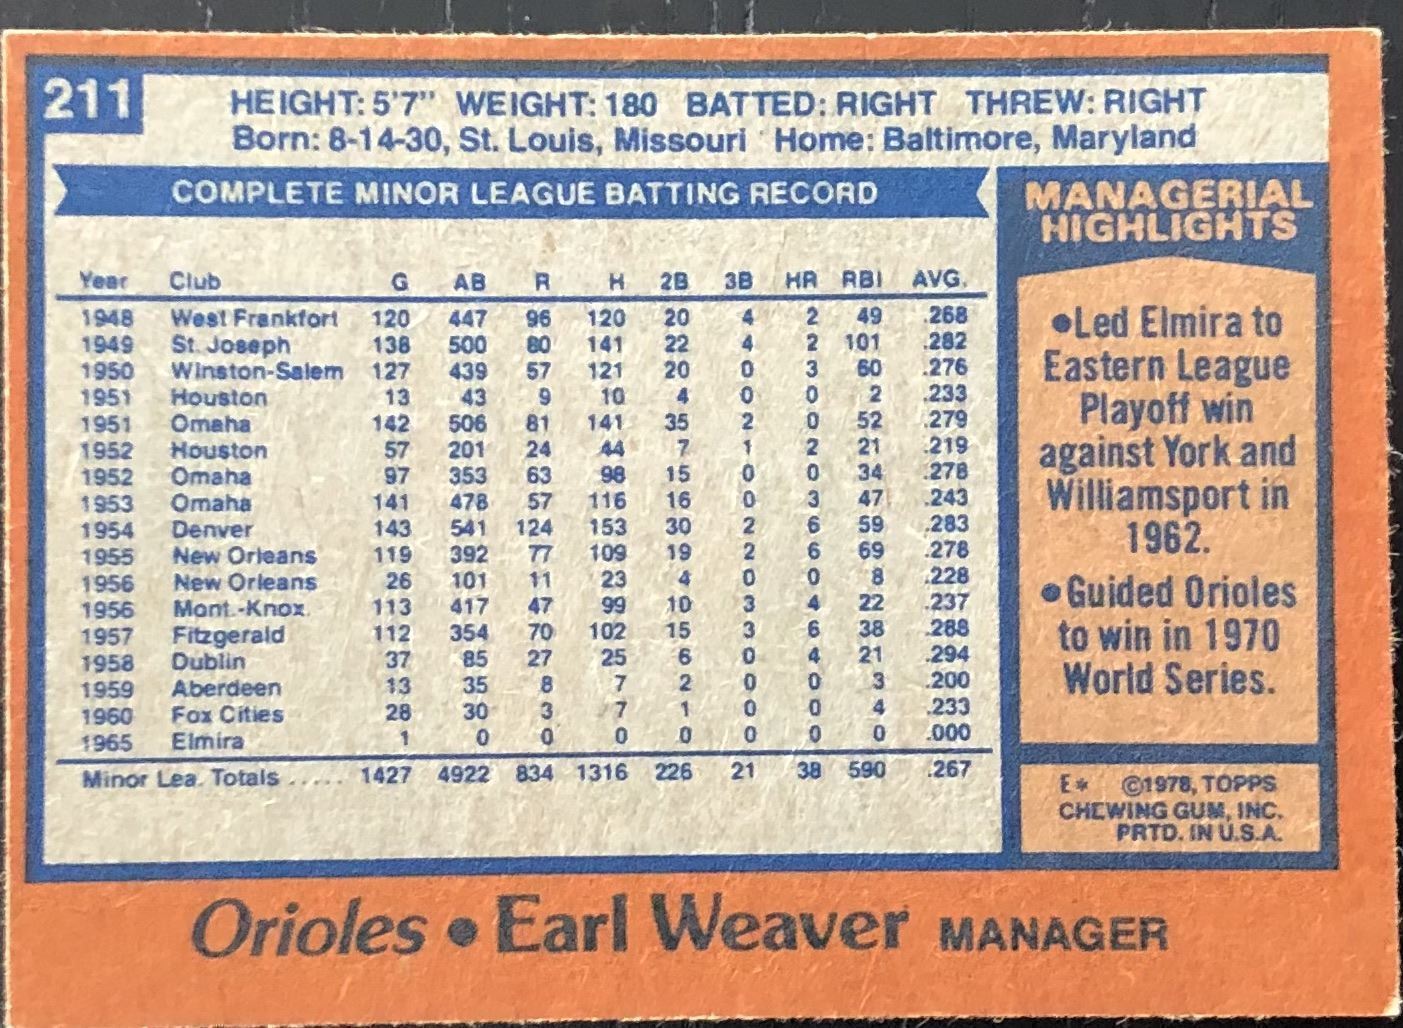 211
HEIGHT: 5'7" WEIGHT: 180 BATTED: RIGHT THREW: RIGHT
Born: 8-14-30, St. Louis, Missouri Home: Baltimore, Maryland
COMPLETE MINOR LEAGUE BATTING RECORD
Year Club G AB R H 2B 3B HR RBI AVG.
1948 West Frankfort 120 447 96 120 20 4 2 49 .268
1949 St. Joseph 138 500 80 141 22 4 2 101 .282
1950 Winston-Salem 127 439 57 121 20 0 3 60 .276
1951 Houston 13 43 9 10 4 0 0 2 .233
1951 Omaha 142 506 81 141 35 2 0 52 .279
1952 Houston 57 201 24 44 7 1 2 21 .219
1952 Omaha 97 353 63 98 15 0 0 34 .278
1953 Omaha 141 478 57 116 16 0 3 47 .243
1954 Denver 143 541 124 153 30 2 6 59 .283
1955 New Orleans 119 392 77 109 19 2 6 69 .278
1956 New Orleans 26 101 11 23 4 0 0 8 .228
1956 Mont.-Knox. 113 417 47 99 10 3 4 22 .237
1957 Fitzgerald 112 354 70 102 15 3 6 38 .288
1958 Dublin 37 85 27 25 6 0 4 21 .294
1959 Aberdeen 13 35 8 7 2 0 0 3 .200
1960 Fox Cities 28 30 3 7 1 0 0 4 .233
1965 Elmira 1 0 0 0 0 0 0 0 .000
Minor Lea. Totals ..... 1427 4922 834 1316 226 21 38 590 .267
MANAGERIAL
HIGHLIGHTS
•Led Elmira to
Eastern League
Playoff win
against York and
Williamsport in
1962.
•Guided Orioles
to win in 1970
World Series.
E* ©1978, TOPPS
CHEWING GUM, INC.
PRTD. IN U.S.A.
Orioles • Earl Weaver MANAGER